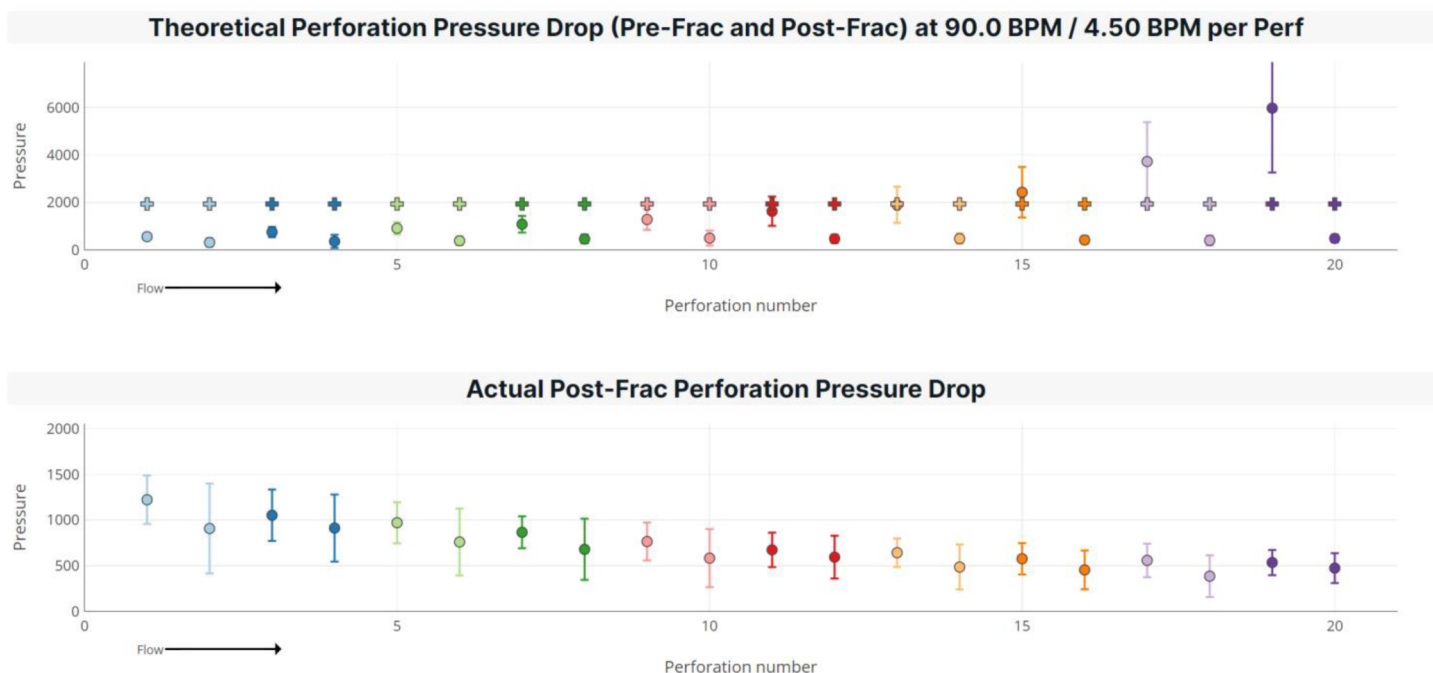 Theoretical Perforation Pressure Drop (Pre-Frac and Post-Frac) at 90.0 BPM / 4.50 BPM per Perf
Pressure
6000
4000
2000
0
0 5 10 15 20
Flow
Perforation number
Actual Post-Frac Perforation Pressure Drop
Pressure
2000
1500
1000
500
0
0 5 10 15 20
Flow
Perforation number